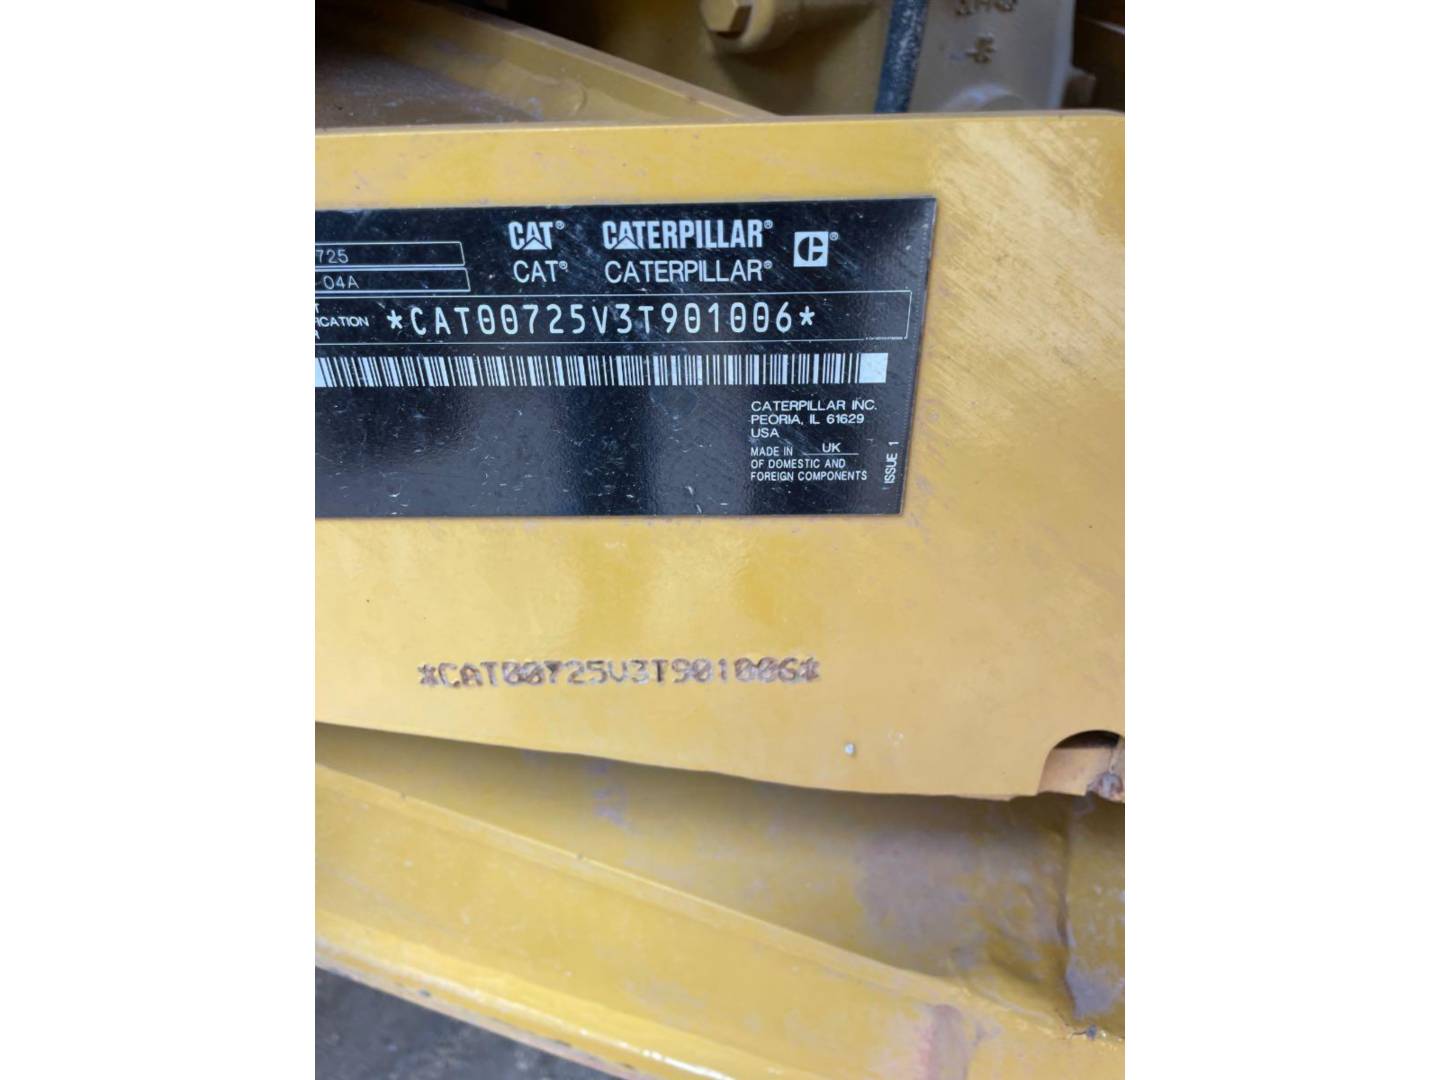 CAT® CATERPILLAR®
CAT® CATERPILLAR®
725
04A
*CAT00725V3T901006*
CATERPILLAR INC.
PEORIA, IL 61629
USA
MADE IN UK
OF DOMESTIC AND
FOREIGN COMPONENTS
ISSUE 1
*CAT00725V3T901006*